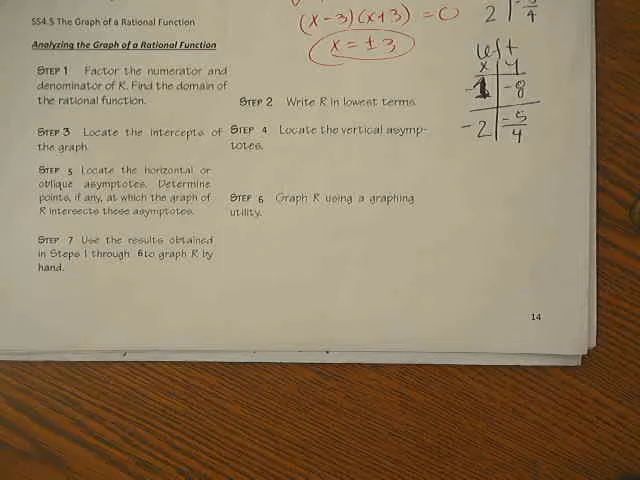 (x-3)(x+3) = 0
x = ±3
2 | -5/4
left
x | y
-1 | -8
-2 | -5/4
SS4.5 The Graph of a Rational Function
Analyzing the Graph of a Rational Function
STEP 1 Factor the numerator and
denominator of R. Find the domain of
the rational function.
STEP 2 Write R in lowest terms.
STEP 3 Locate the intercepts of
the graph.
STEP 4 Locate the vertical asymp-
totes.
STEP 5 Locate the horizontal or
oblique asymptotes. Determine
points, if any, at which the graph of
R intersects these asymptotes.
STEP 6 Graph R using a graphing
utility.
STEP 7 Use the results obtained
in Steps 1 through 6 to graph R by
hand.
14